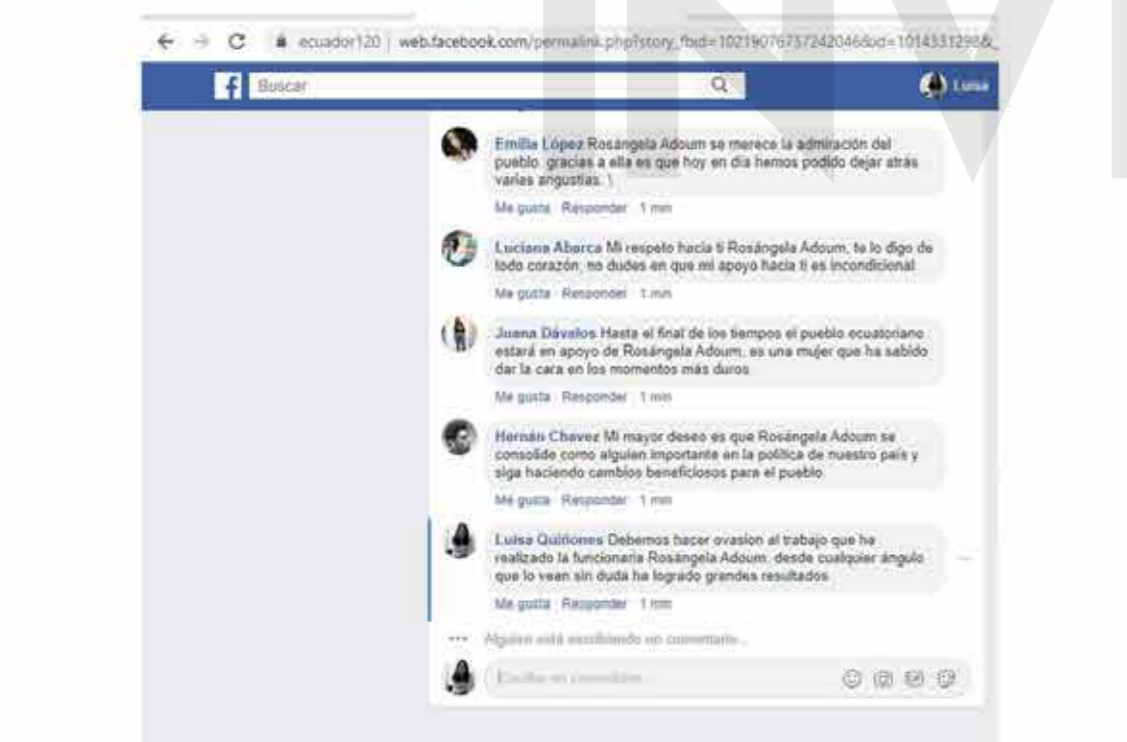 ecuador120 | web.facebook.com/permalink.php?story_fbid=10219076737242046&id=1014331298&_
Buscar
Luisa
Emilia López Rosángela Adoum se merece la admiración del
pueblo, gracias a ella es que hoy en día hemos podido dejar atrás
varias angustias. \
Me gusta · Responder · 1 min
Luciana Abarca Mi respeto hacia ti Rosángela Adoum, te lo digo de
todo corazón, no dudes en que mi apoyo hacia ti es incondicional
Me gusta · Responder · 1 min
Juana Dávalos Hasta el final de los tiempos el pueblo ecuatoriano
estará en apoyo de Rosángela Adoum, es una mujer que ha sabido
dar la cara en los momentos más duros.
Me gusta · Responder · 1 min
Hernán Chavez Mi mayor deseo es que Rosángela Adoum se
consolide como alguien importante en la política de nuestro país y
siga haciendo cambios beneficiosos para el pueblo.
Me gusta · Responder · 1 min
Luisa Quiñones Debemos hacer ovasion al trabajo que ha
realizado la funcionaria Rosángela Adoum, desde cualquier ángulo
que lo vean sin duda ha logrado grandes resultados
Me gusta · Responder · 1 min
Alguien está escribiendo un comentario...
Escribe un comentario...
INV